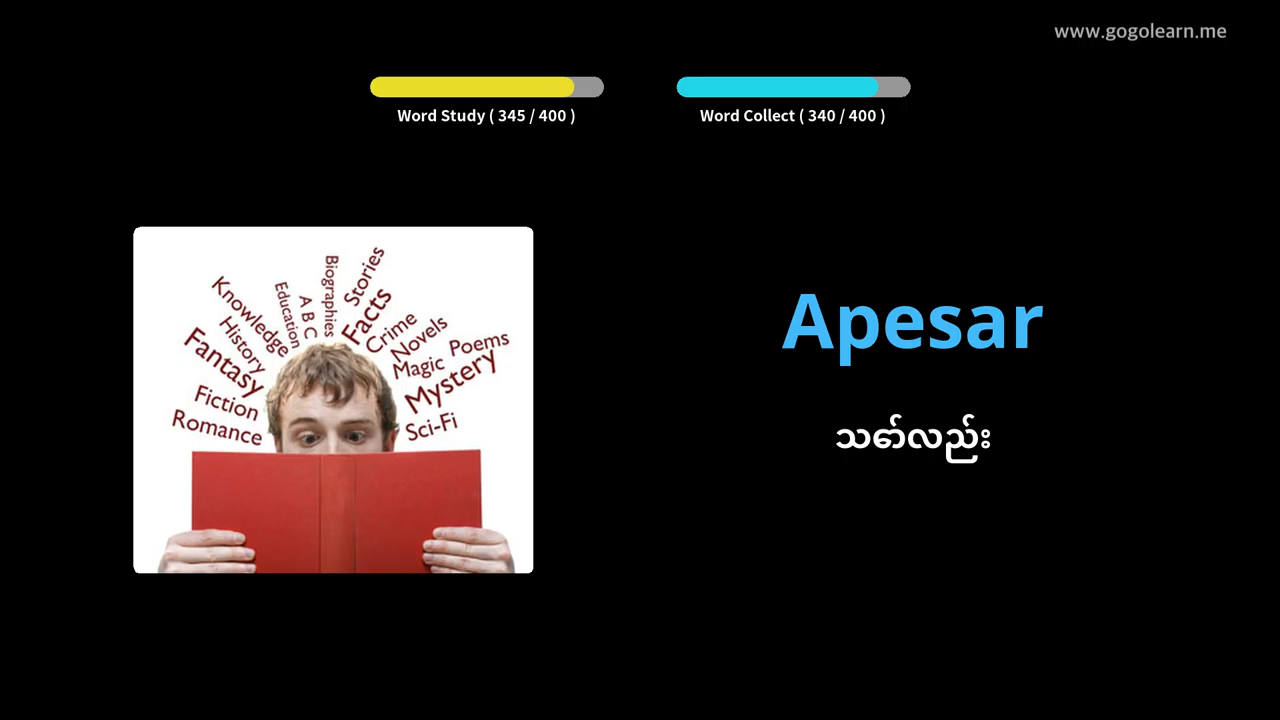 www.gogolearn.me
Word Study ( 345 / 400 )
Word Collect ( 340 / 400 )
Knowledge
Education
A B C
Biographies
Stories
Facts
History
Crime
Novels
Poems
Fantasy
Magic
Mystery
Fiction
Romance
Sci-Fi
Apesar
သော်လည်း